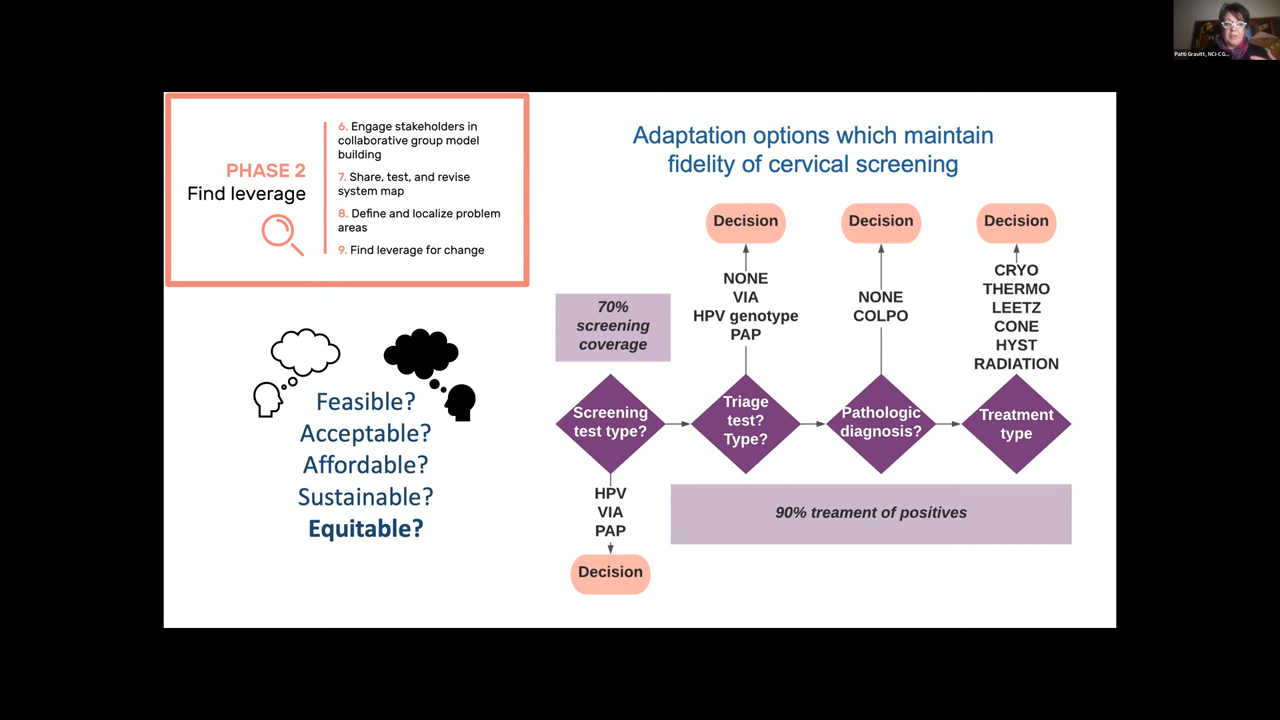 Patti Gravitt, NCI-CG...
PHASE 2
Find leverage
6. Engage stakeholders in
collaborative group model
building
7. Share, test, and revise
system map
8. Define and localize problem
areas
9. Find leverage for change
Adaptation options which maintain
fidelity of cervical screening
Feasible?
Acceptable?
Affordable?
Sustainable?
Equitable?
70%
screening
coverage
Decision
NONE
VIA
HPV genotype
PAP
Decision
NONE
COLPO
Decision
CRYO
THERMO
LEETZ
CONE
HYST
RADIATION
Screening
test type?
Triage
test?
Type?
Pathologic
diagnosis?
Treatment
type
HPV
VIA
PAP
Decision
90% treament of positives